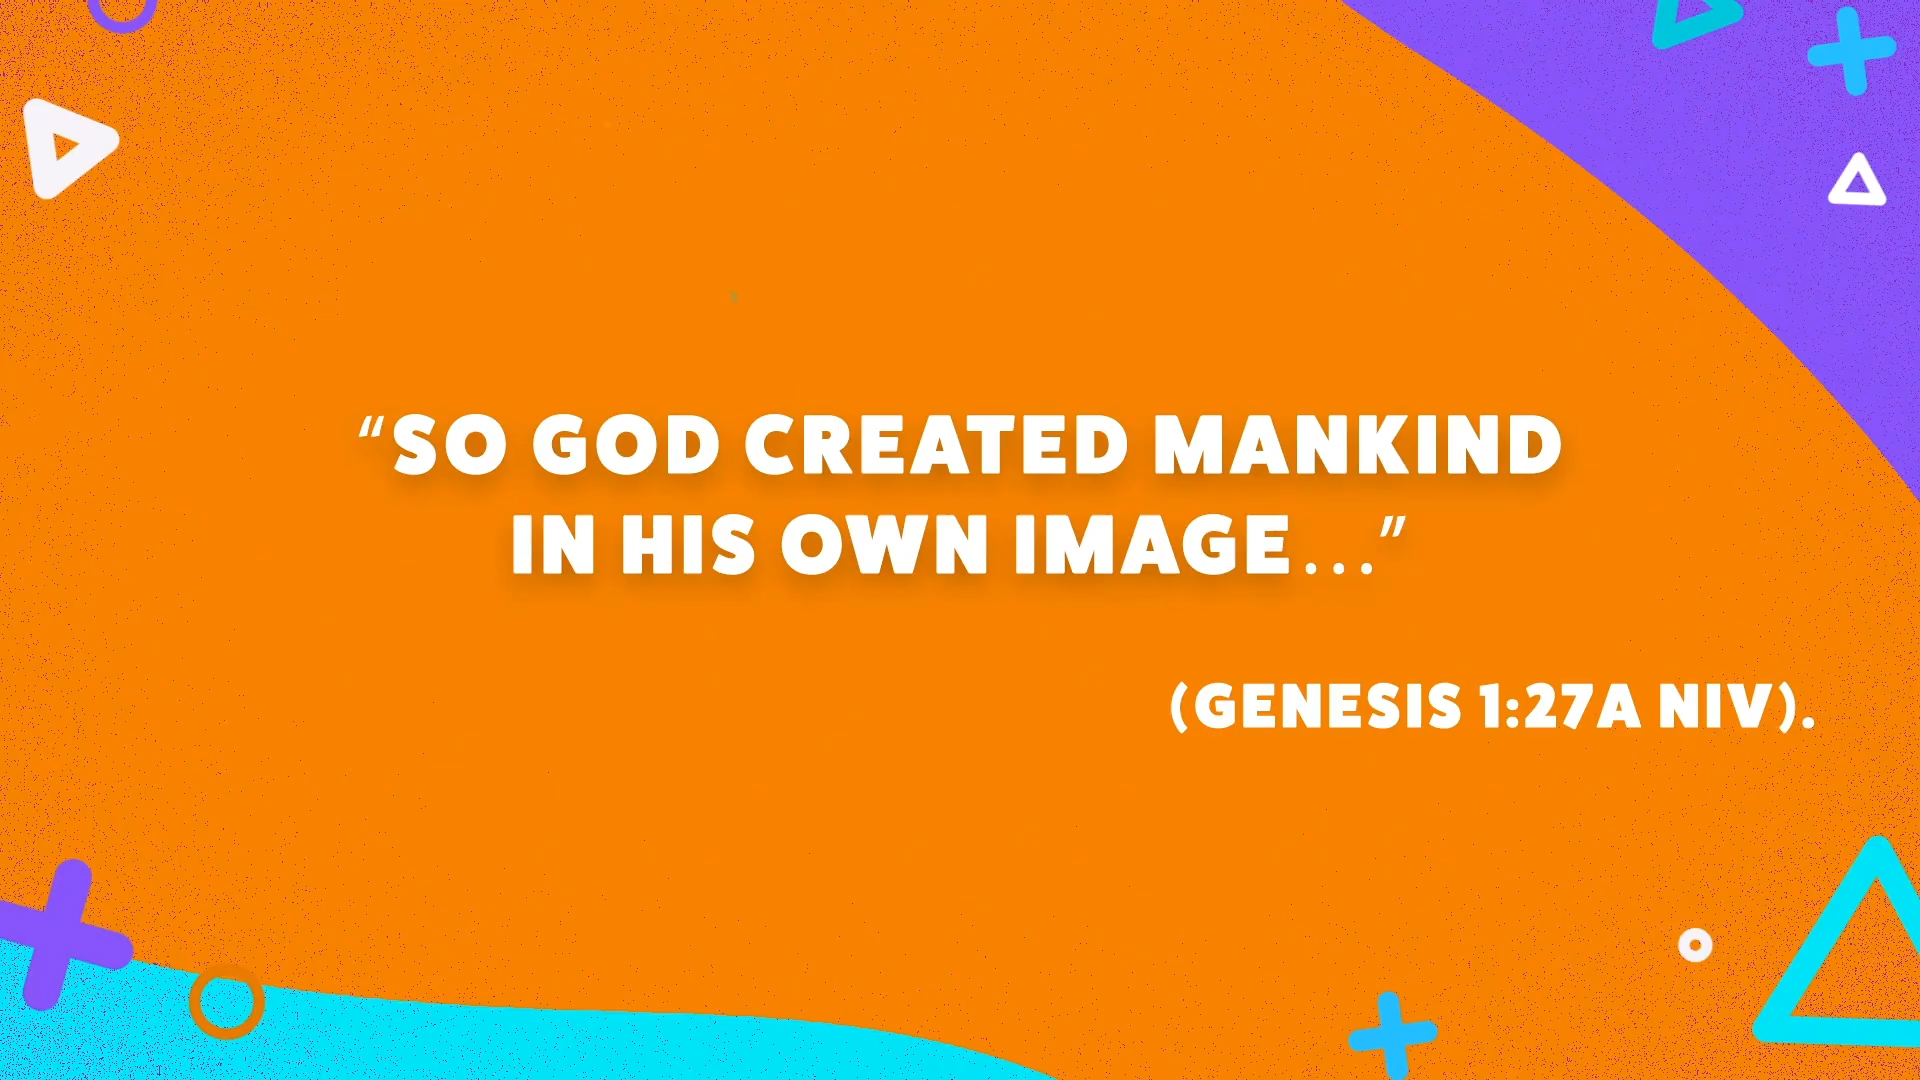 “SO GOD CREATED MANKIND
IN HIS OWN IMAGE...”
(GENESIS 1:27A NIV).